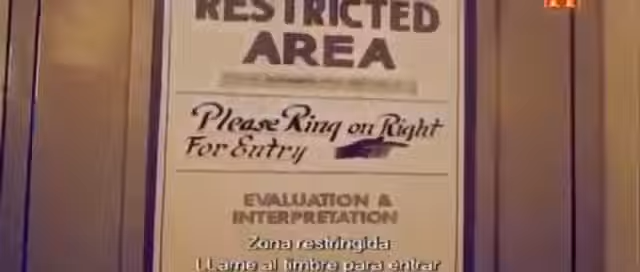 RESTRICTED
AREA
Please Ring on Right
For Entry
EVALUATION &
INTERPRETATION
Zona restringida
LLame al timbre para entrar